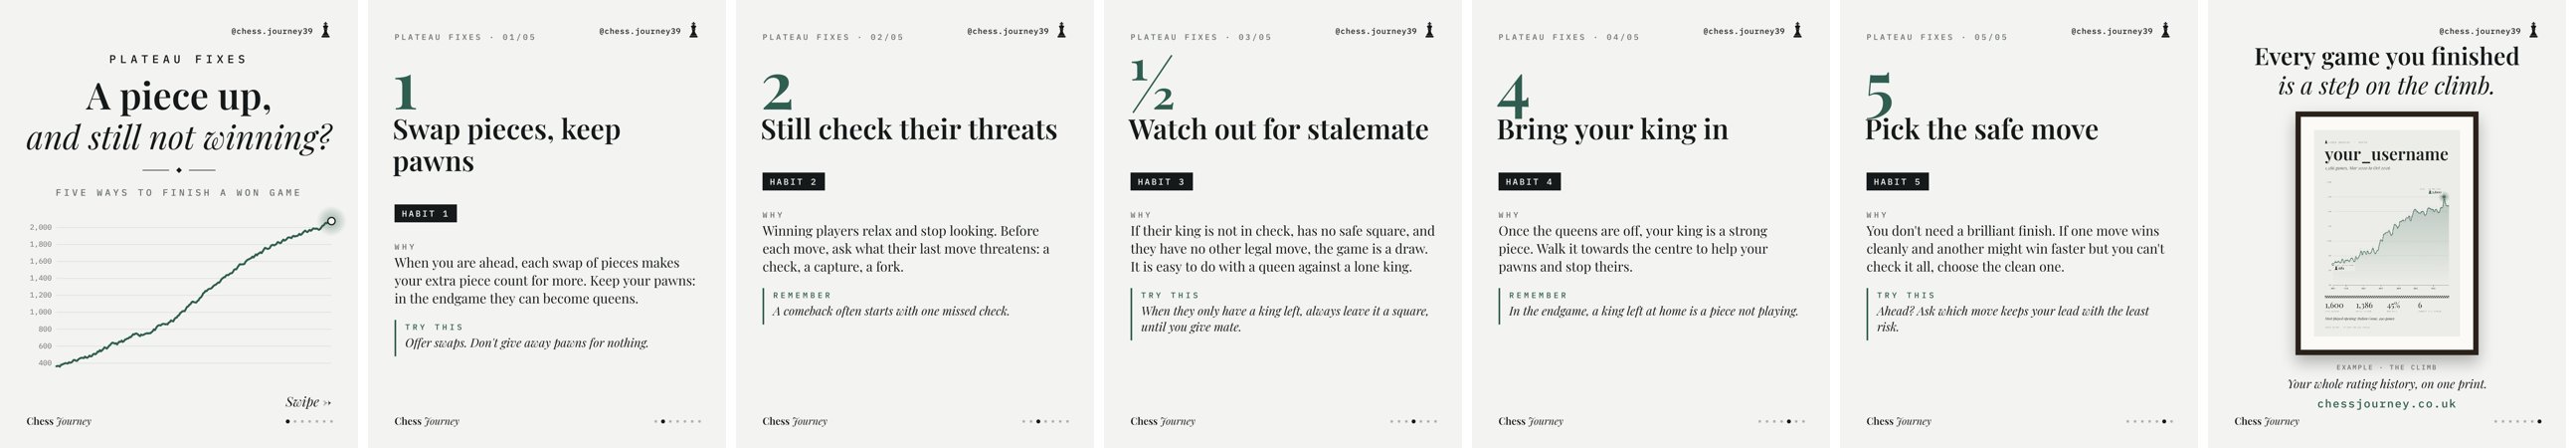 @chess.journey39
PLATEAU FIXES
A piece up,
and still not winning?
FIVE WAYS TO FINISH A WON GAME
2,000
1,800
1,600
1,400
1,200
1,000
800
600
400
Swipe »
Chess Journey
PLATEAU FIXES · 01/05
@chess.journey39
1
Swap pieces, keep
pawns
HABIT 1
WHY
When you are ahead, each swap of pieces makes
your extra piece count for more. Keep your pawns:
in the endgame they can become queens.
TRY THIS
Offer swaps. Don't give away pawns for nothing.
Chess Journey
PLATEAU FIXES · 02/05
@chess.journey39
2
Still check their threats
HABIT 2
WHY
Winning players relax and stop looking. Before
each move, ask what their last move threatens: a
check, a capture, a fork.
REMEMBER
A comeback often starts with one missed check.
Chess Journey
PLATEAU FIXES · 03/05
@chess.journey39
½
Watch out for stalemate
HABIT 3
WHY
If their king is not in check, has no safe square, and
they have no other legal move, the game is a draw.
It is easy to do with a queen against a lone king.
TRY THIS
When they only have a king left, always leave it a square,
until you give mate.
Chess Journey
PLATEAU FIXES · 04/05
@chess.journey39
4
Bring your king in
HABIT 4
WHY
Once the queens are off, your king is a strong
piece. Walk it towards the centre to help your
pawns and stop theirs.
REMEMBER
In the endgame, a king left at home is a piece not playing.
Chess Journey
PLATEAU FIXES · 05/05
@chess.journey39
5
Pick the safe move
HABIT 5
WHY
You don't need a brilliant finish. If one move wins
cleanly and another might win faster but you can't
check it all, choose the clean one.
TRY THIS
Ahead? Ask which move keeps your lead with the least
risk.
Chess Journey
@chess.journey39
Every game you finished
is a step on the climb.
your_username
1,600 1,586 45% 6
EXAMPLE · THE CLIMB
Your whole rating history, on one print.
chessjourney.co.uk
Chess Journey